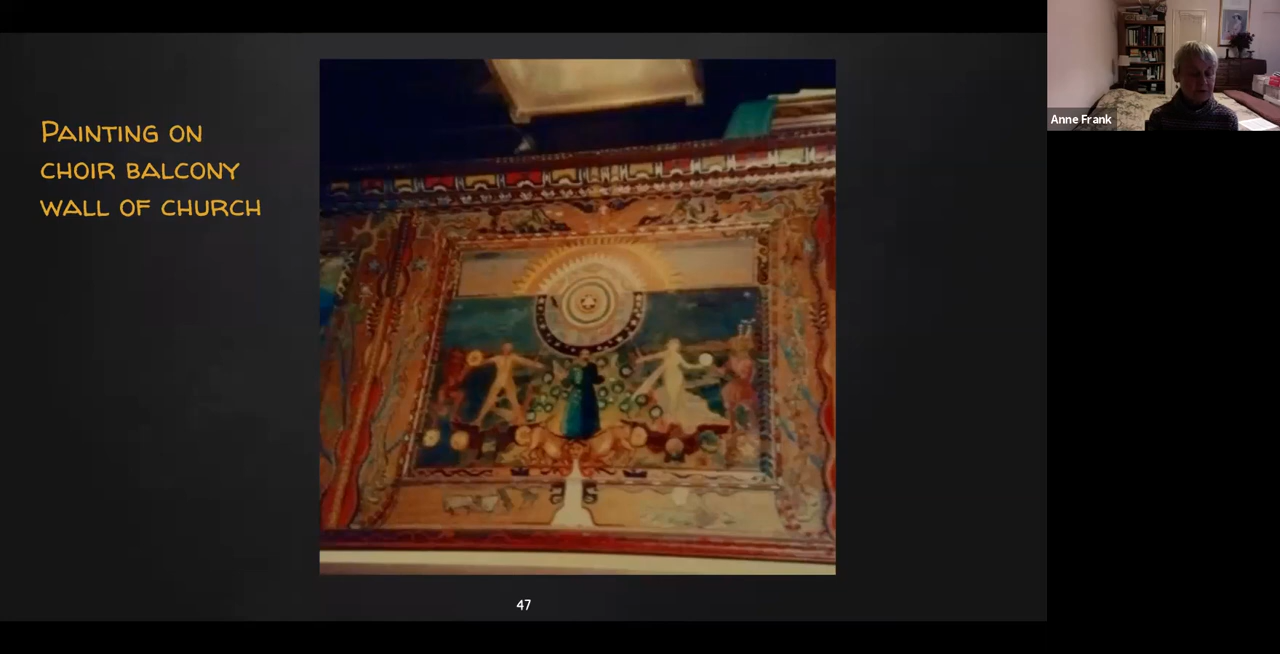 Painting on
choir balcony
wall of church
47
Anne Frank